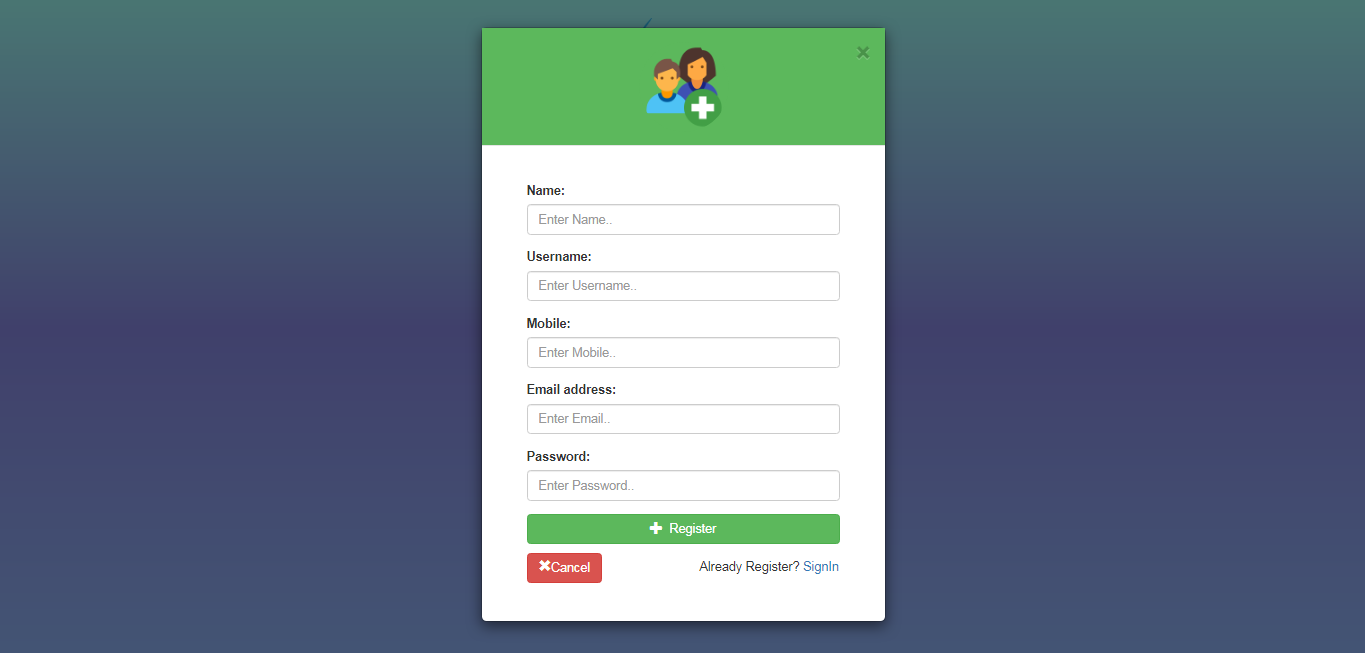 ×
Name:
Enter Name..
Username:
Enter Username..
Mobile:
Enter Mobile..
Email address:
Enter Email..
Password:
Enter Password..
Register
Cancel Already Register? SignIn